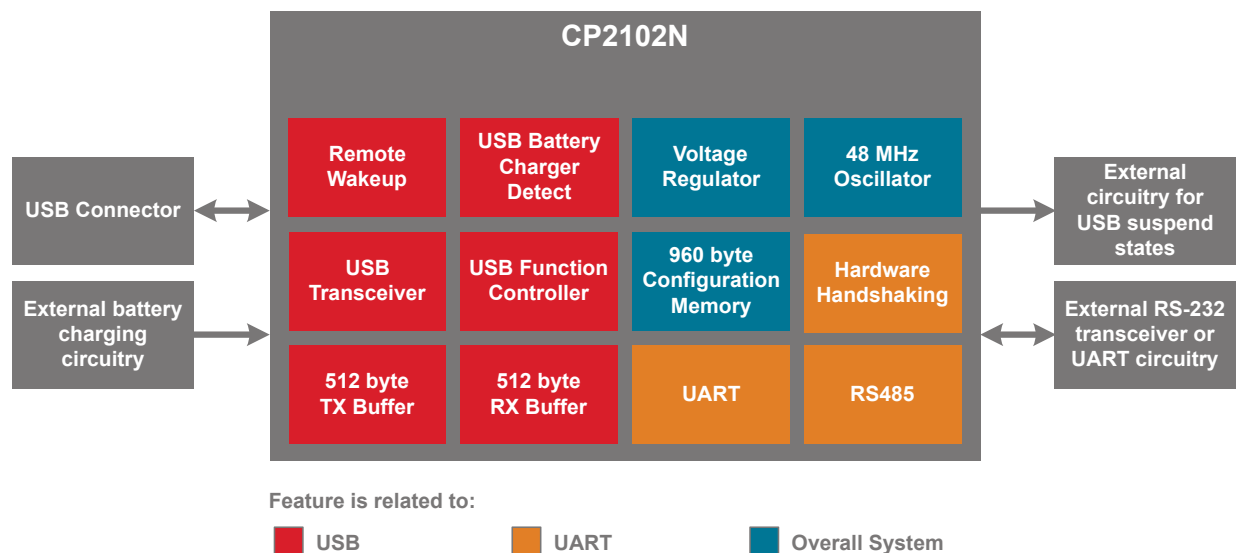 CP2102N
Remote
Wakeup
USB Battery
Charger
Detect
Voltage
Regulator
48 MHz
Oscillator
USB Connector
External
circuitry for
USB suspend
states
USB
Transceiver
USB Function
Controller
960 byte
Configuration
Memory
Hardware
Handshaking
External battery
charging
circuitry
External RS-232
transceiver or
UART circuitry
512 byte
TX Buffer
512 byte
RX Buffer
UART
RS485
Feature is related to:
USB
UART
Overall System